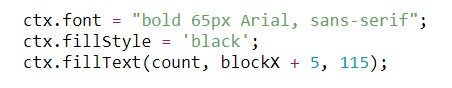 ctx.font = "bold 65px Arial, sans-serif";
ctx.fillStyle = 'black';
ctx.fillText(count, blockX + 5, 115);